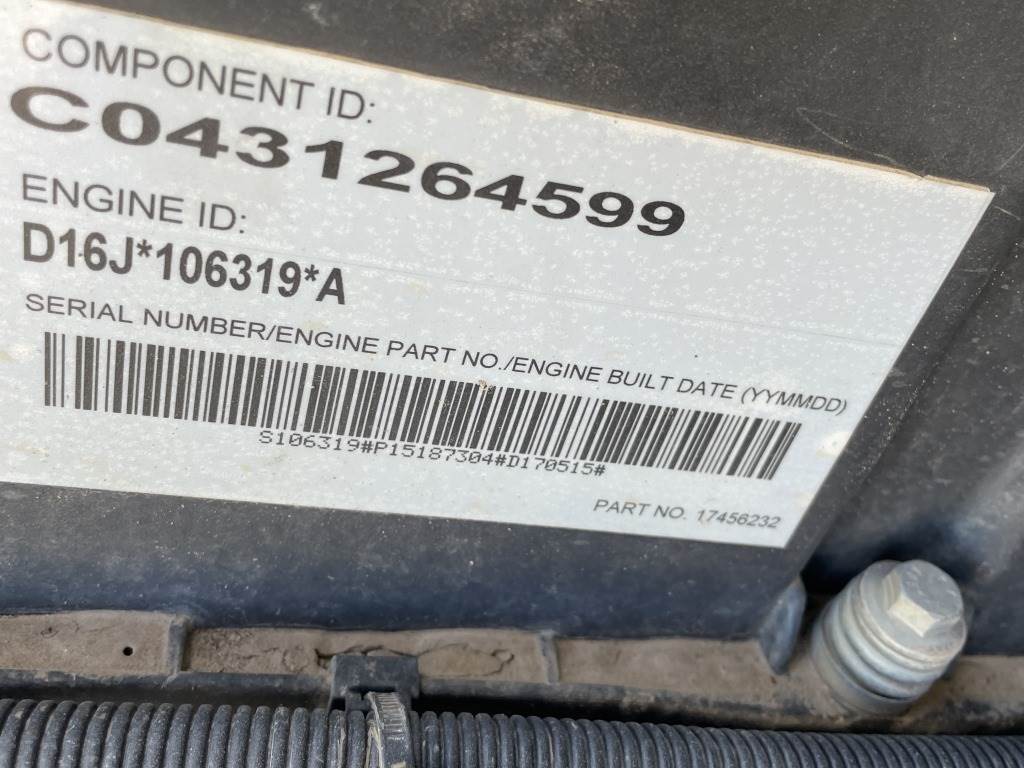 COMPONENT ID:
C0431264599
ENGINE ID:
D16J*106319*A
SERIAL NUMBER/ENGINE PART NO./ENGINE BUILT DATE (YYMMDD)
S106319#P15187304#D170515#
PART NO. 17456232